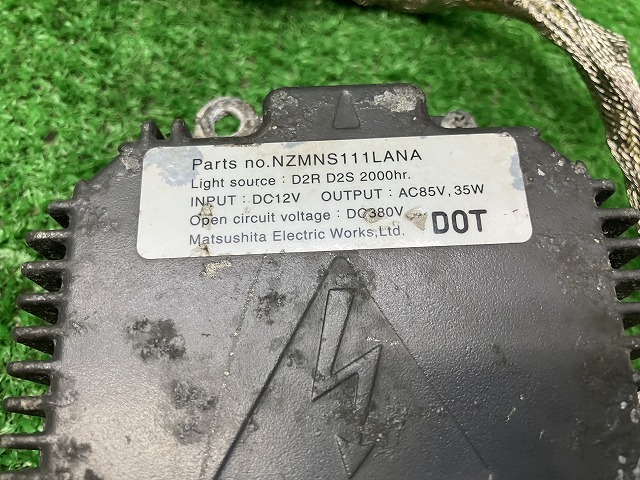 Parts no.NZMNS111LANA
Light source : D2R D2S 2000hr.
INPUT : DC12V OUTPUT : AC85V, 35W
Open circuit voltage : DC380V
Matsushita Electric Works,Ltd. DOT